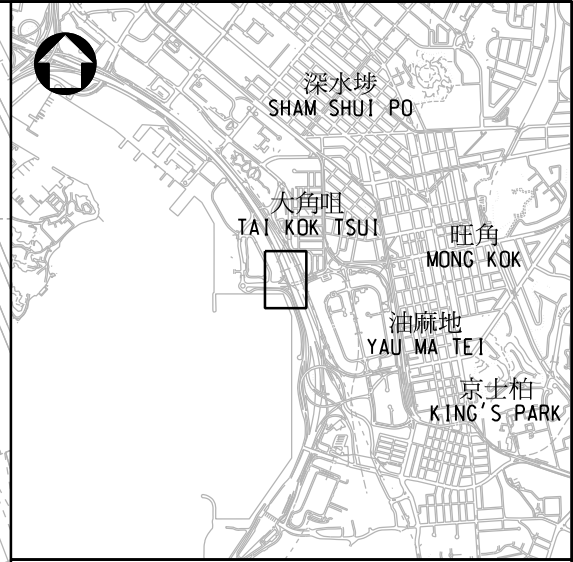 深水埗
SHAM SHUI PO
大角咀
TAI KOK TSUI
旺角
MONG KOK
油麻地
YAU MA TEI
京士柏
KING'S PARK